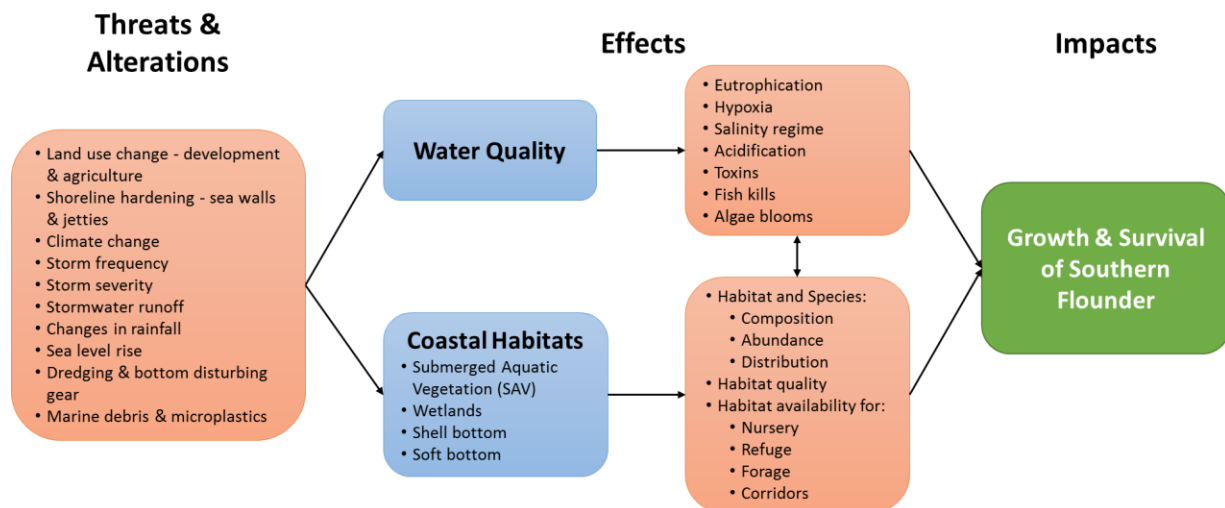 Threats &
Alterations
Effects
Impacts
• Land use change - development
& agriculture
• Shoreline hardening - sea walls
& jetties
• Climate change
• Storm frequency
• Storm severity
• Stormwater runoff
• Changes in rainfall
• Sea level rise
• Dredging & bottom disturbing
gear
• Marine debris & microplastics
Water Quality
Coastal Habitats
• Submerged Aquatic
Vegetation (SAV)
• Wetlands
• Shell bottom
• Soft bottom
• Eutrophication
• Hypoxia
• Salinity regime
• Acidification
• Toxins
• Fish kills
• Algae blooms
• Habitat and Species:
• Composition
• Abundance
• Distribution
• Habitat quality
• Habitat availability for:
• Nursery
• Refuge
• Forage
• Corridors
Growth & Survival
of Southern
Flounder